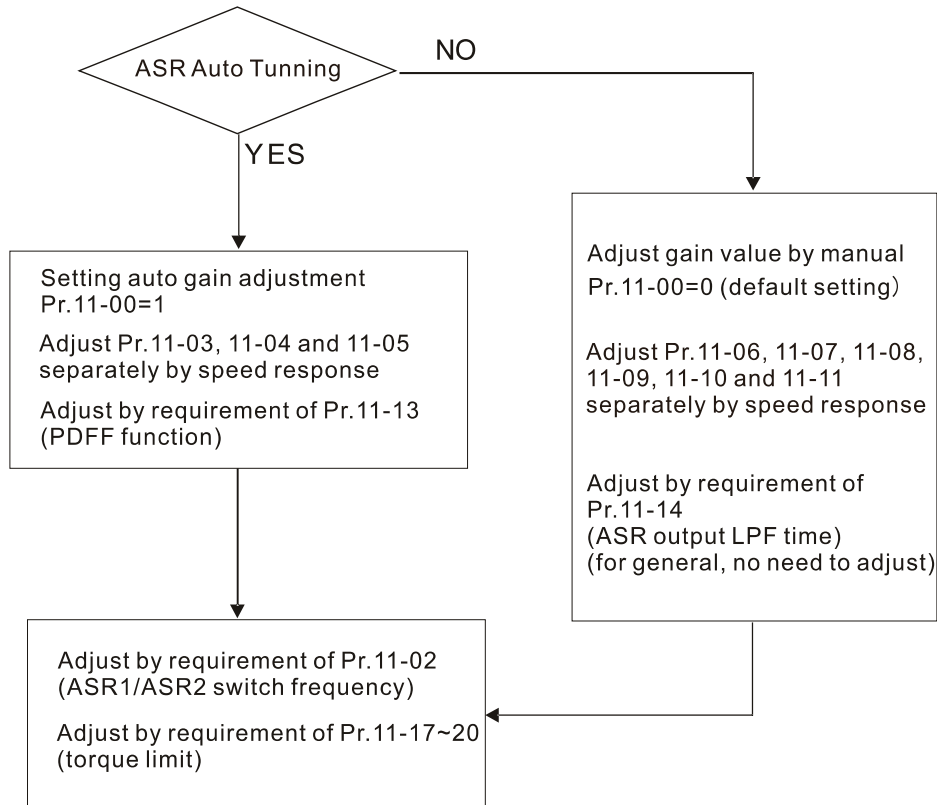 ASR Auto Tunning
NO
YES
Setting auto gain adjustment
Pr.11-00=1
Adjust Pr.11-03, 11-04 and 11-05
separately by speed response
Adjust by requirement of Pr.11-13
(PDFF function)
Adjust gain value by manual
Pr.11-00=0 (default setting）
Adjust Pr.11-06, 11-07, 11-08,
11-09, 11-10 and 11-11
separately by speed response
Adjust by requirement of
Pr.11-14
(ASR output LPF time)
(for general, no need to adjust)
Adjust by requirement of Pr.11-02
(ASR1/ASR2 switch frequency)
Adjust by requirement of Pr.11-17~20
(torque limit)